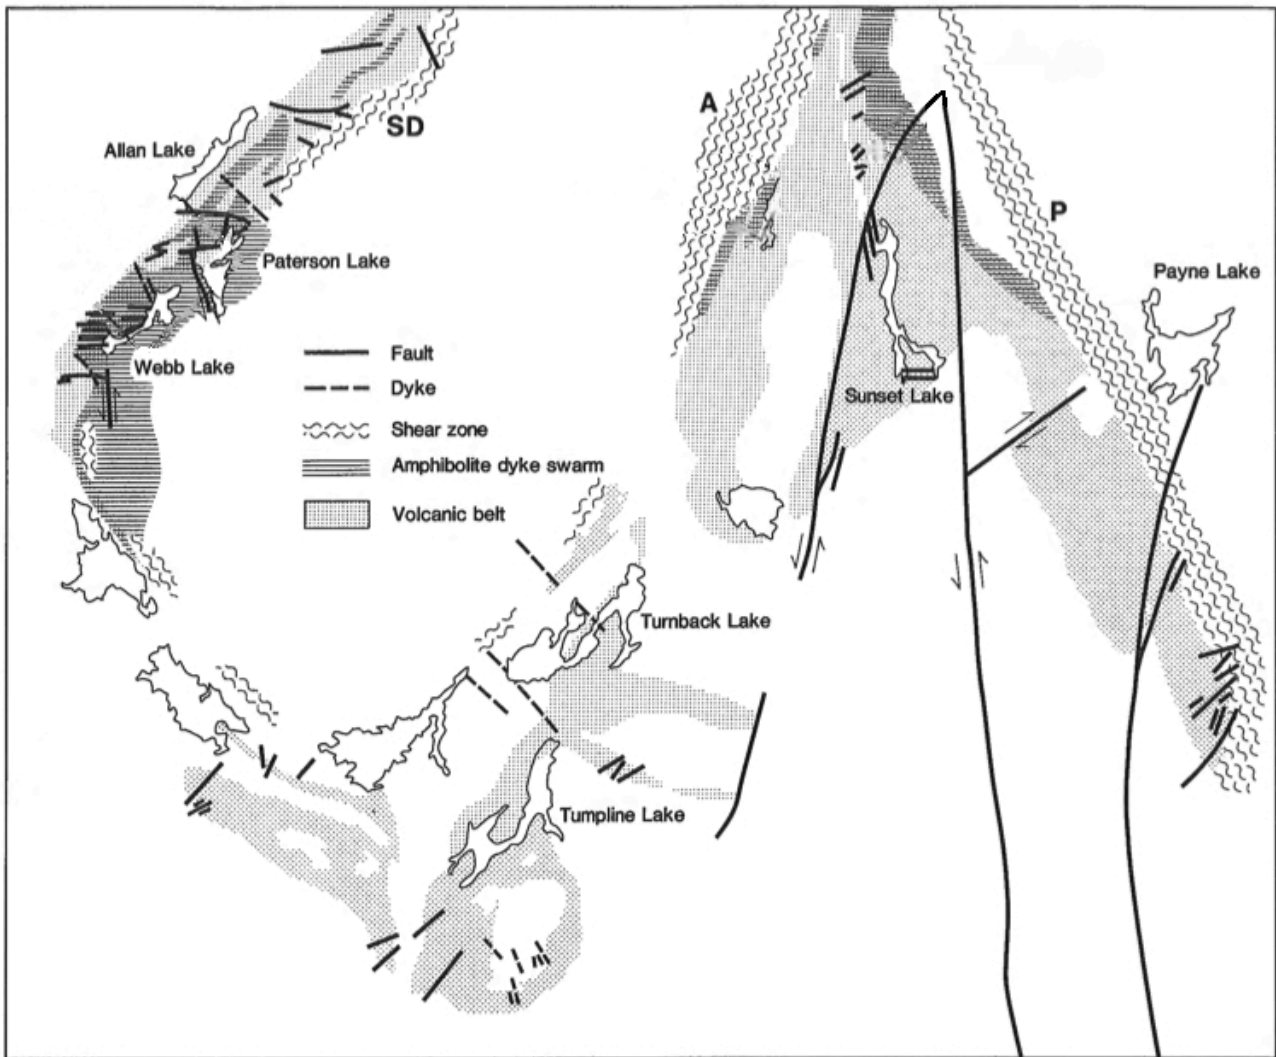 A
SD
Allan Lake
P
Paterson Lake
Payne Lake
Fault
Webb Lake
Dyke
Sunset Lake
Shear zone
Amphibolite dyke swarm
Volcanic belt
Turnback Lake
Tumpline Lake